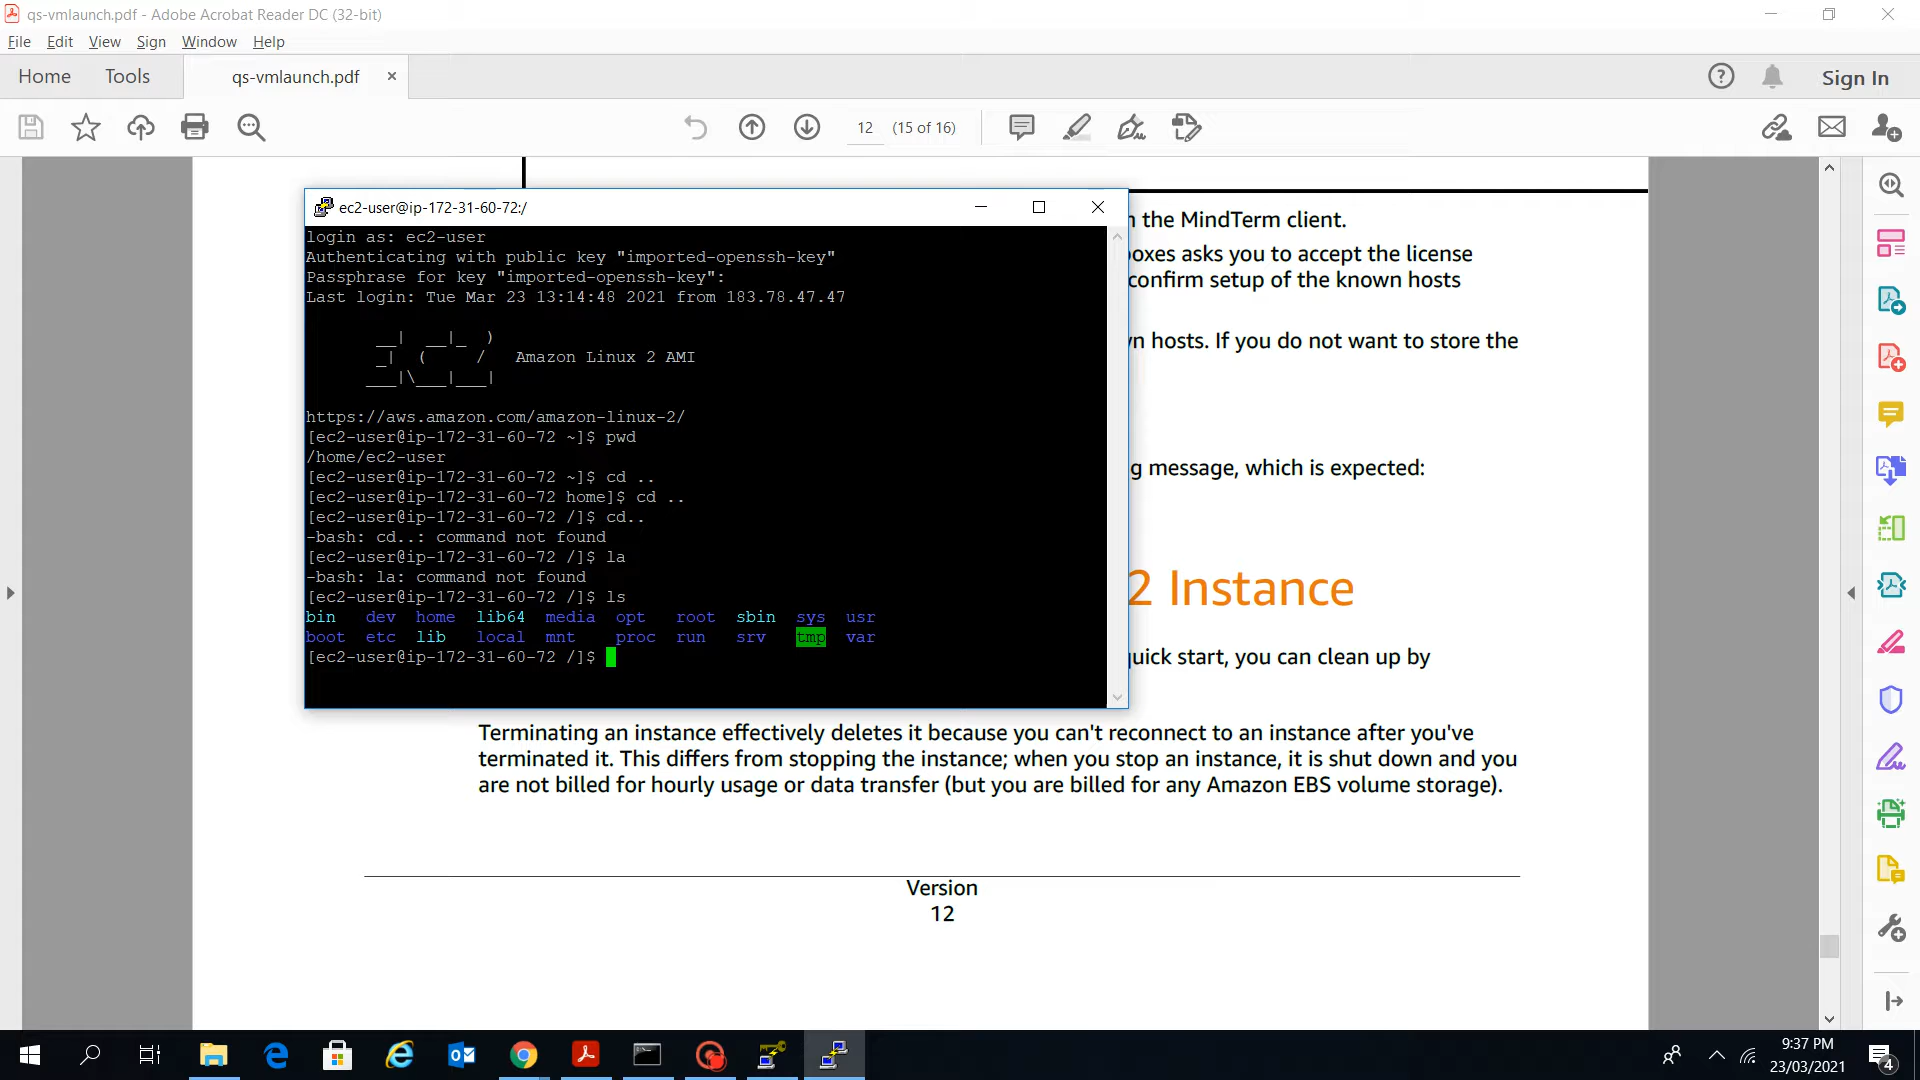 qs-vmlaunch.pdf - Adobe Acrobat Reader DC (32-bit)
File Edit View Sign Window Help
Home Tools qs-vmlaunch.pdf × Sign In
12 (15 of 16)
ec2-user@ip-172-31-60-72:/
login as: ec2-user
Authenticating with public key "imported-openssh-key"
Passphrase for key "imported-openssh-key":
Last login: Tue Mar 23 13:14:48 2021 from 183.78.47.47
__|  __|_  )
_|  (     /   Amazon Linux 2 AMI
___|\___|___|
https://aws.amazon.com/amazon-linux-2/
[ec2-user@ip-172-31-60-72 ~]$ pwd
/home/ec2-user
[ec2-user@ip-172-31-60-72 ~]$ cd ..
[ec2-user@ip-172-31-60-72 home]$ cd ..
[ec2-user@ip-172-31-60-72 /]$ cd..
-bash: cd..: command not found
[ec2-user@ip-172-31-60-72 /]$ la
-bash: la: command not found
[ec2-user@ip-172-31-60-72 /]$ ls
bin dev home lib64 media opt root sbin sys usr
boot etc lib local mnt proc run srv tmp var
[ec2-user@ip-172-31-60-72 /]$
the MindTerm client.
boxes asks you to accept the license
confirm setup of the known hosts
hosts. If you do not want to store the
message, which is expected:
2 Instance
quick start, you can clean up by
Terminating an instance effectively deletes it because you can't reconnect to an instance after you've
terminated it. This differs from stopping the instance; when you stop an instance, it is shut down and you
are not billed for hourly usage or data transfer (but you are billed for any Amazon EBS volume storage).
Version
12
9:37 PM
23/03/2021
4